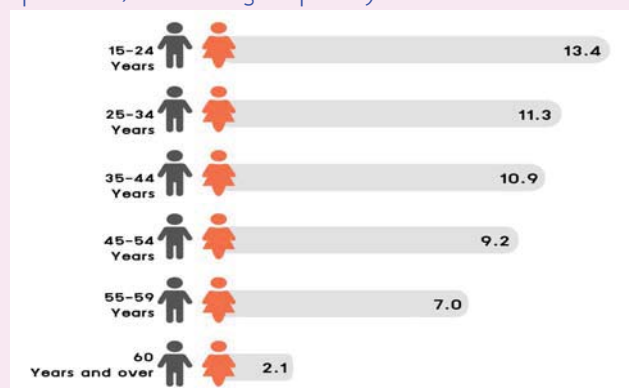 15-24
Years
13.4
25-34
Years
11.3
35-44
Years
10.9
45-54
Years
9.2
55-59
Years
7.0
60
Years and over
2.1